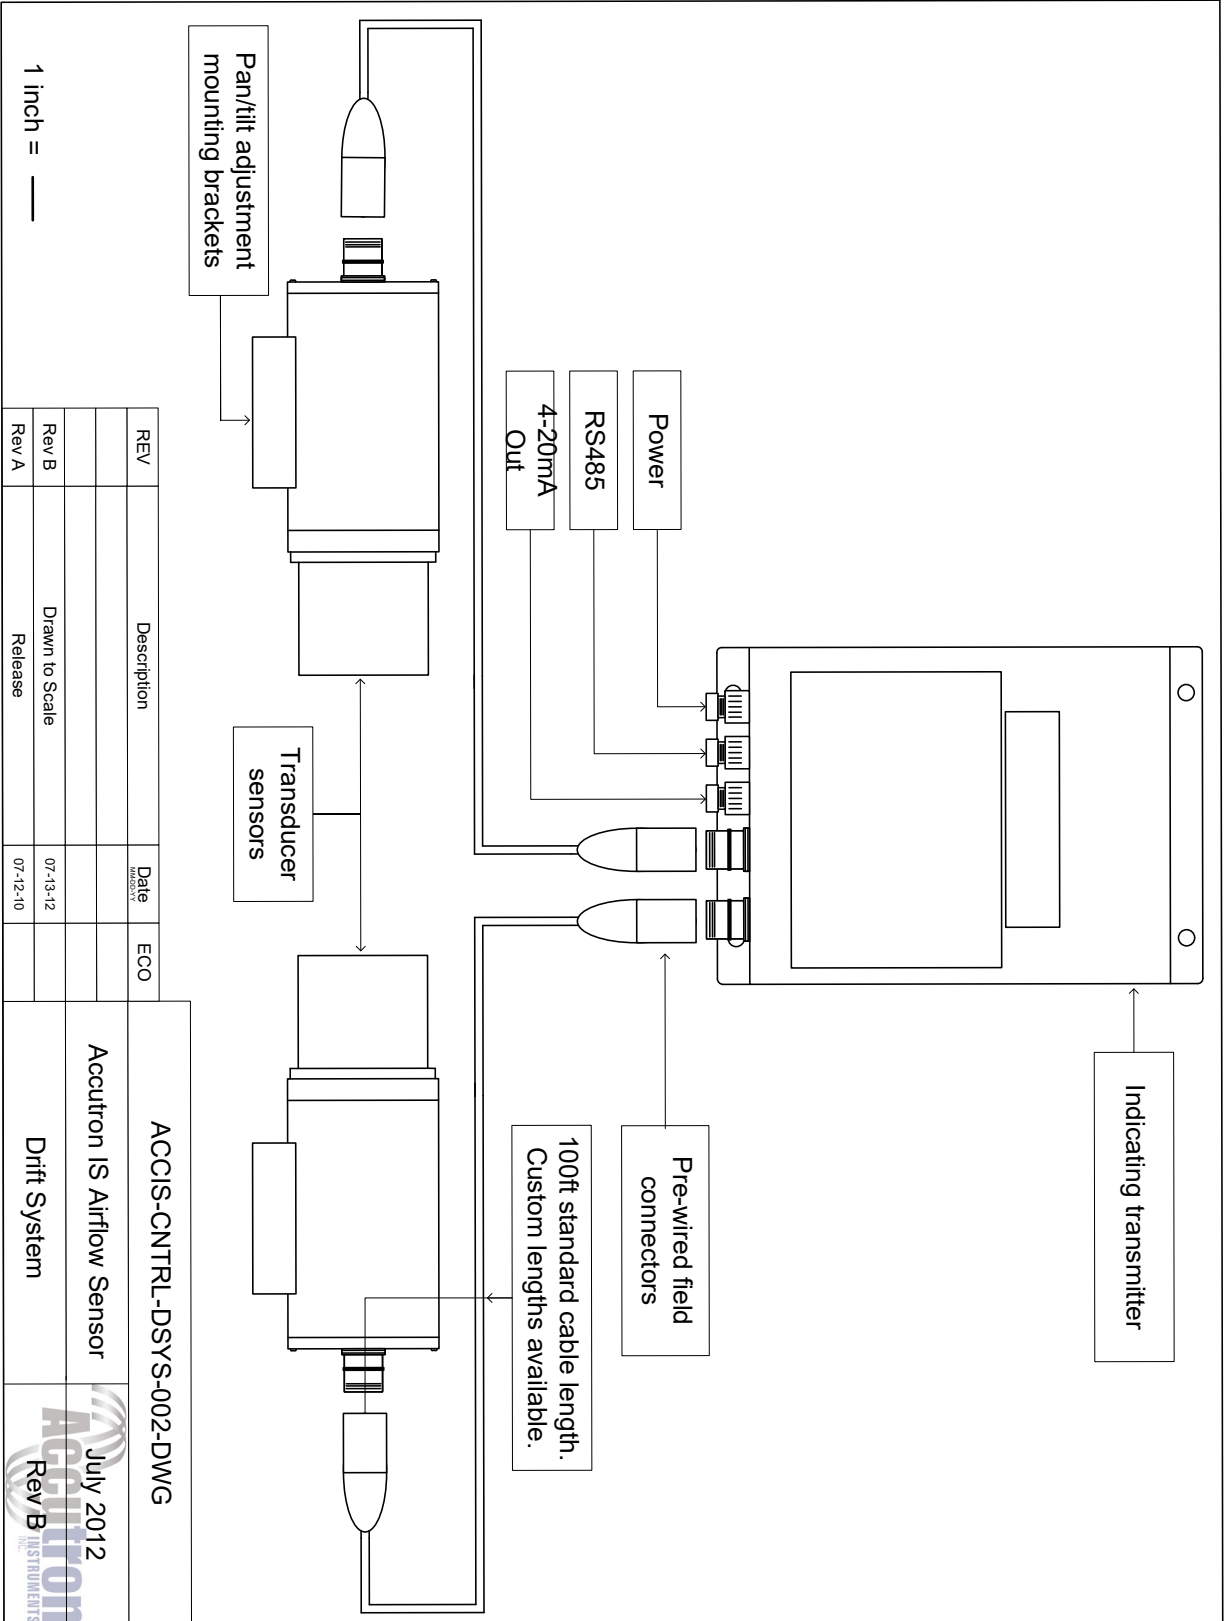 Indicating transmitter
Power
RS485
4-20mA
Out
Pre-wired field
connectors
100ft standard cable length.
Custom lengths available.
Pan/tilt adjustment
mounting brackets
Transducer
sensors
1 inch =
REV Description Date ECO
MM-DD-YY
Rev B Drawn to Scale 07-13-12
Rev A Release 07-12-10
ACCIS-CNTRL-DSYS-002-DWG
Accutron IS Airflow Sensor
July 2012
Drift System
Rev B
Accutron
INSTRUMENTS
INC.